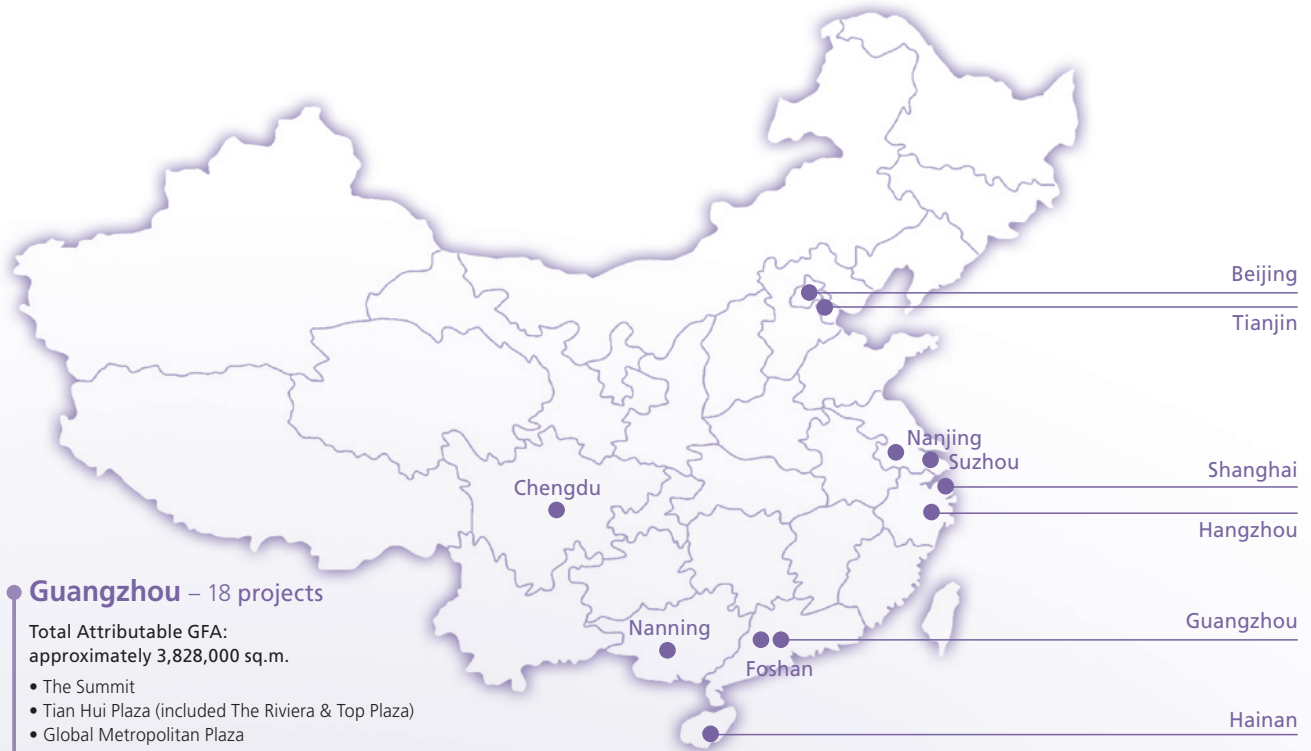 Beijing
Tianjin
Nanjing
Suzhou
Shanghai
Chengdu
Hangzhou
Guangzhou – 18 projects
Total Attributable GFA:
approximately 3,828,000 sq.m.
• The Summit
• Tian Hui Plaza (included The Riviera & Top Plaza)
• Global Metropolitan Plaza
Nanning
Guangzhou
Foshan
Hainan